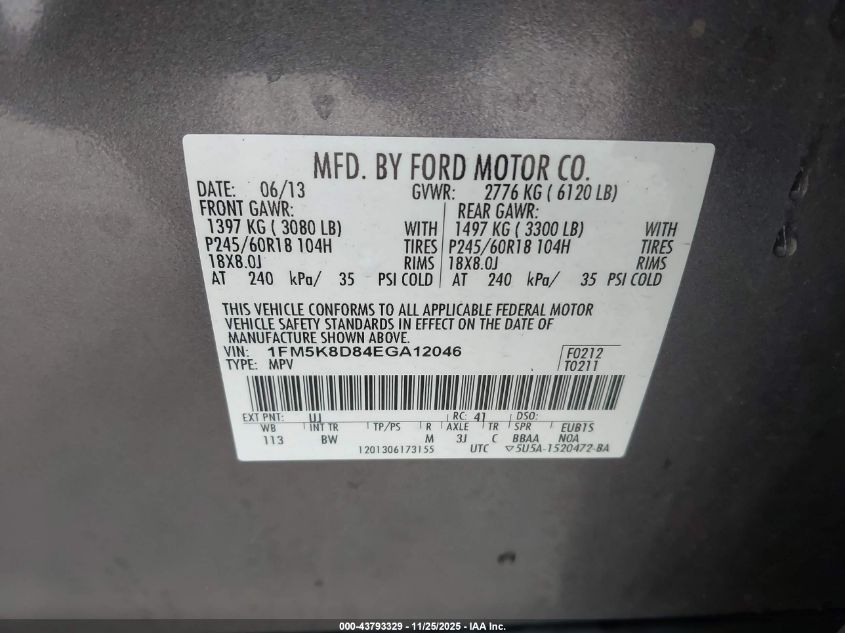 MFD. BY FORD MOTOR CO.
DATE: 06/13 GVWR: 2776 KG ( 6120 LB)
FRONT GAWR: REAR GAWR:
1397 KG ( 3080 LB) WITH 1497 KG ( 3300 LB) WITH
P245/60R18 104H TIRES P245/60R18 104H TIRES
18X8.0J RIMS 18X8.0J RIMS
AT 240 kPa/ 35 PSI COLD AT 240 kPa/ 35 PSI COLD
THIS VEHICLE CONFORMS TO ALL APPLICABLE FEDERAL MOTOR
VEHICLE SAFETY STANDARDS IN EFFECT ON THE DATE OF
MANUFACTURE SHOWN ABOVE.
VIN: 1FM5K8D84EGA12046 F0212
TYPE: MPV T0211
EXT PNT: UJ RC: 41 DSO:
WB INT TR TP/PS R AXLE TR SPR EUB1S
113 BW M 3J C BBAA NOA
1201306173155 UTC ▽5U5A-1520472-BA
000-43793329 - 11/25/2025 - IAA Inc.